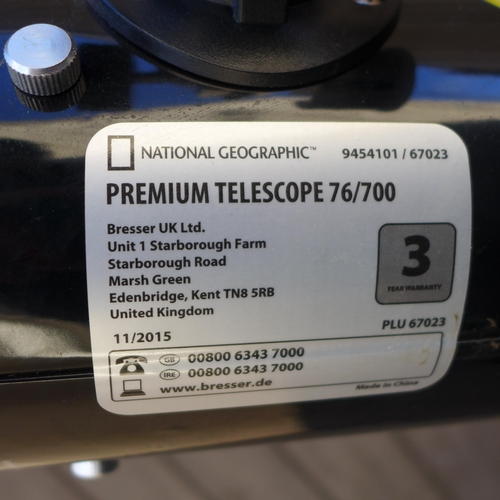 NATIONAL GEOGRAPHIC™ 9454101 / 67023
PREMIUM TELESCOPE 76/700
Bresser UK Ltd.
Unit 1 Starborough Farm
Starborough Road
Marsh Green
Edenbridge, Kent TN8 5RB
United Kingdom
3
YEAR WARRANTY
11/2015
PLU 67023
GB 00800 6343 7000
IRE 00800 6343 7000
www.bresser.de
Made in China